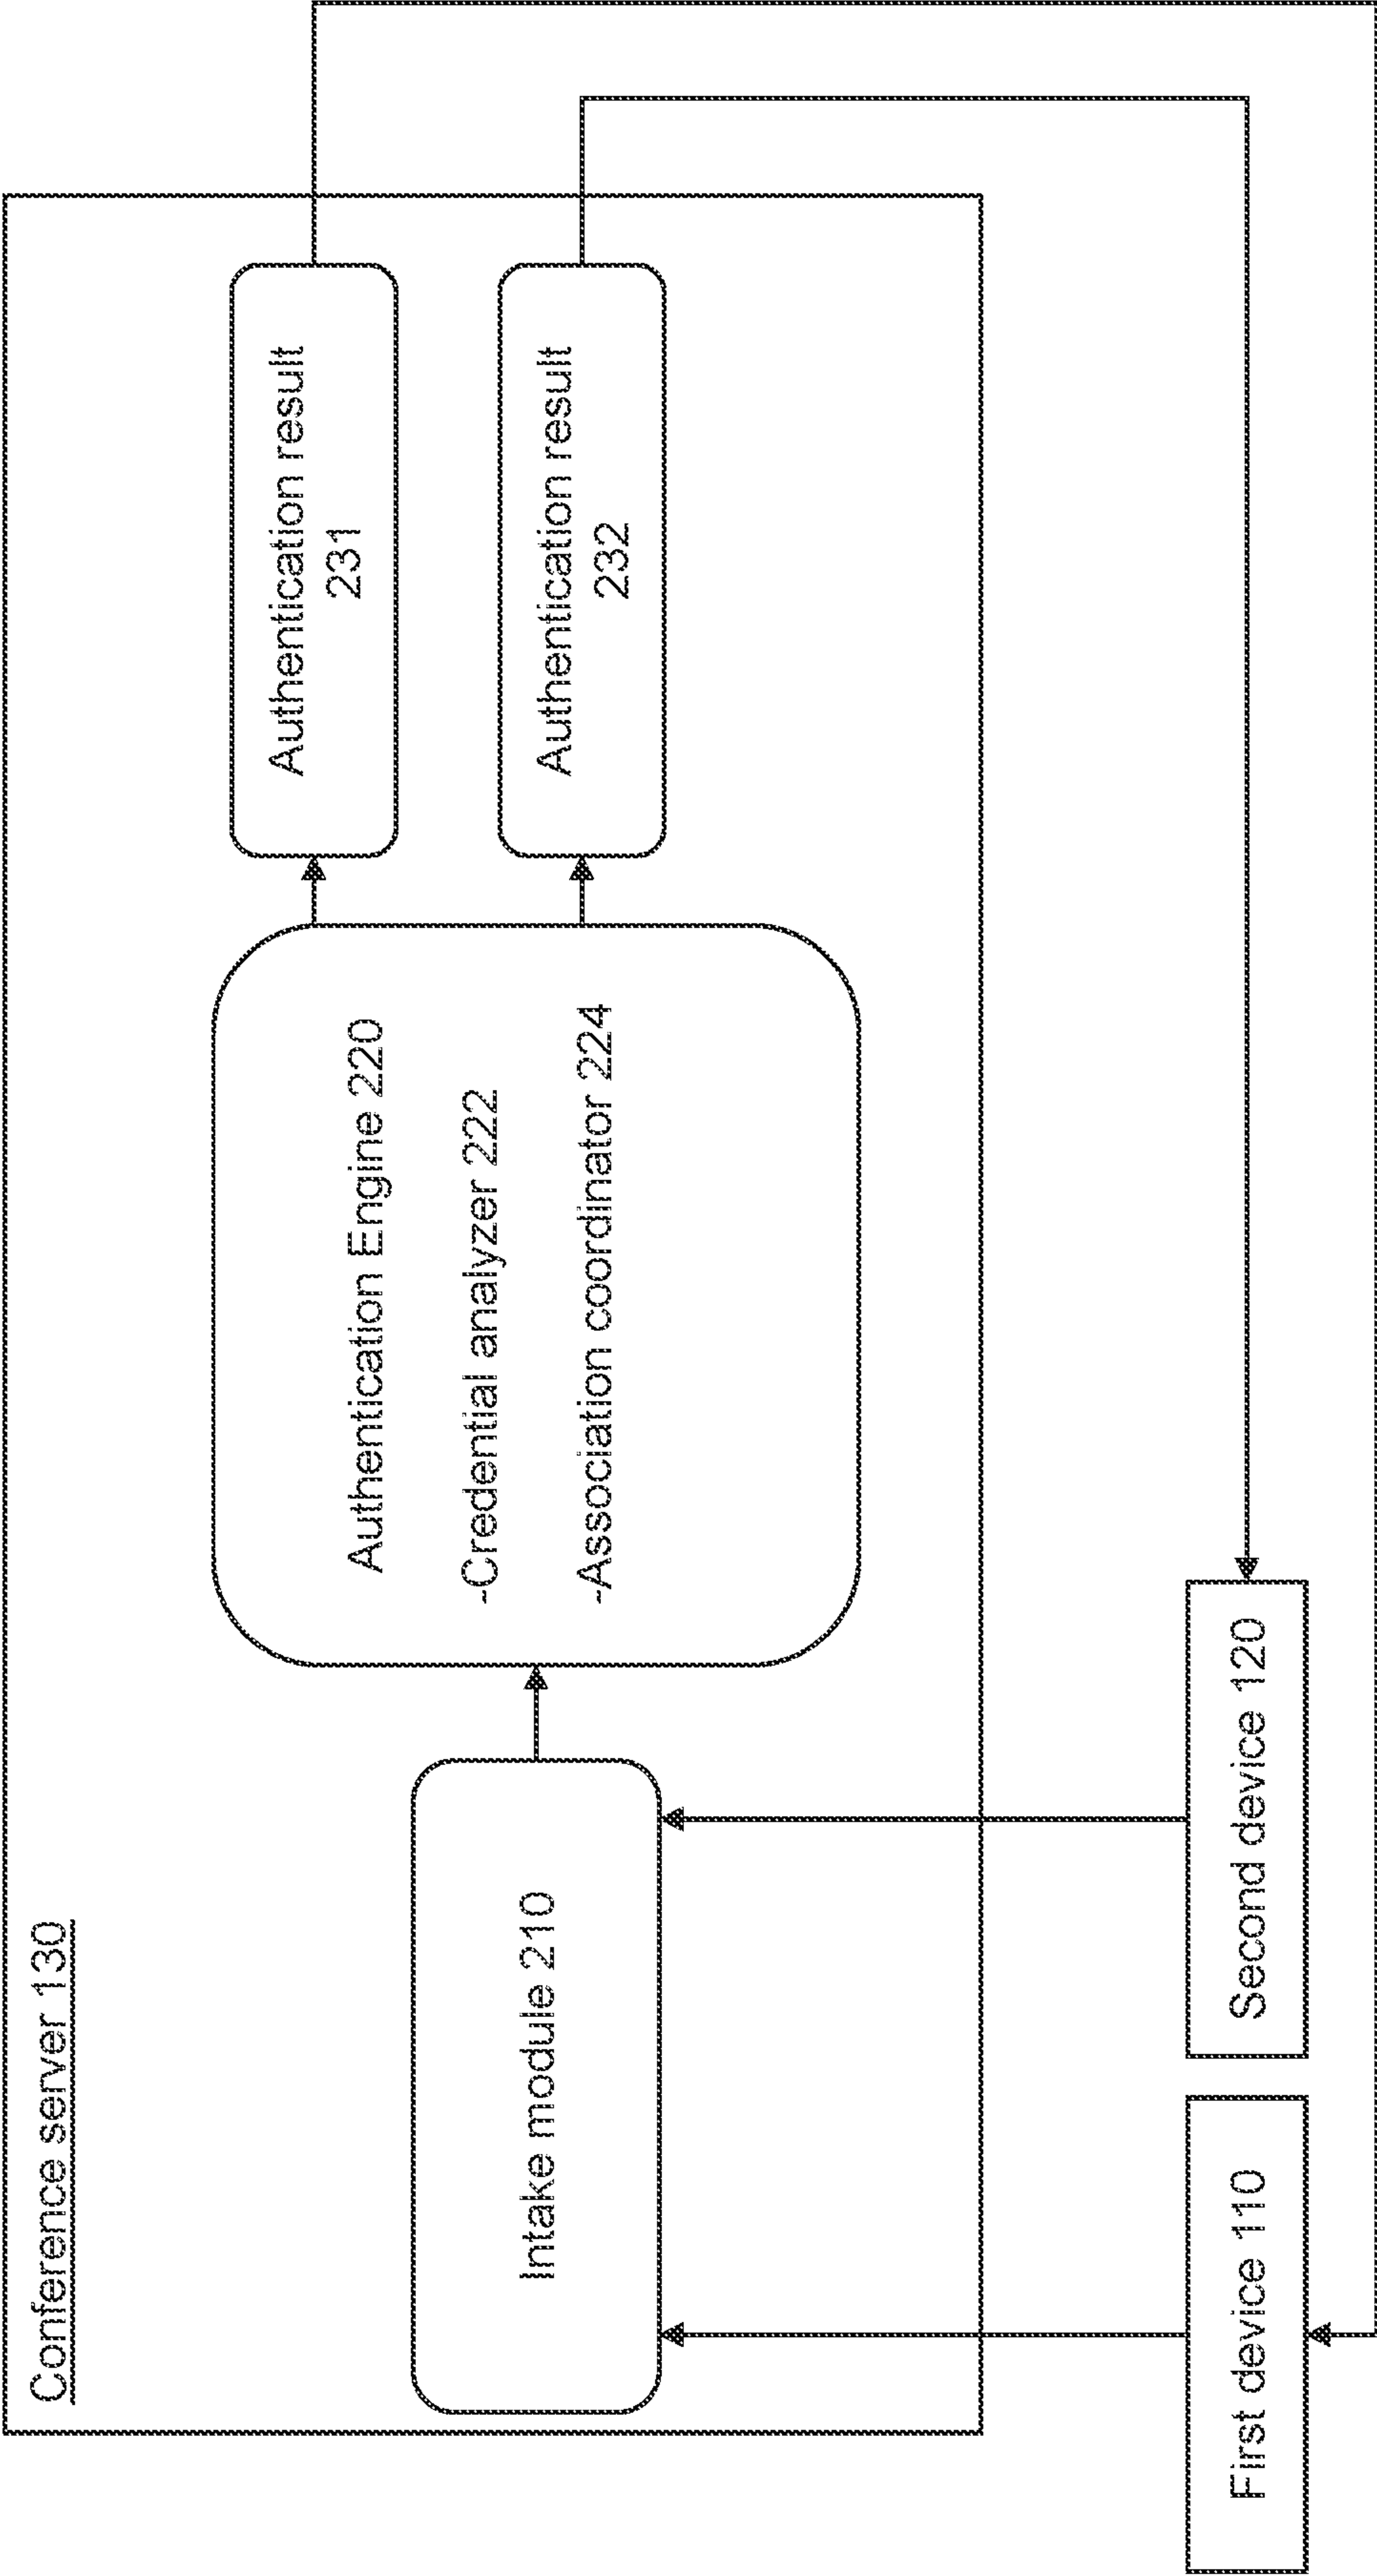 Conference server 130
Intake module 210
Authentication Engine 220
-Credential analyzer 222
-Association coordinator 224
Authentication result
231
Authentication result
232
First device 110
Second device 120